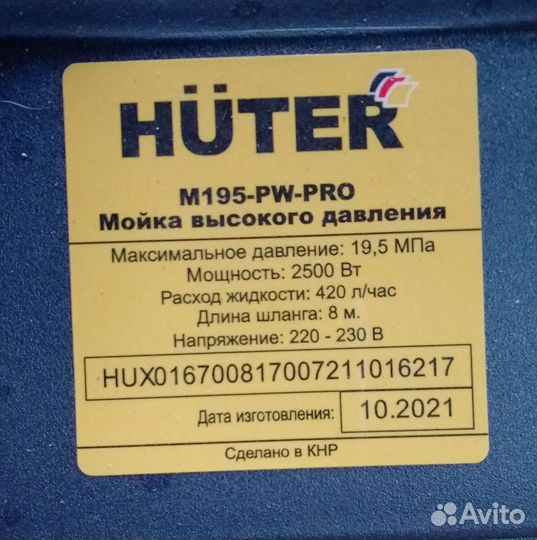 HÜTER
M195-PW-PRO
Мойка высокого давления
Максимальное давление: 19,5 МПа
Мощность: 2500 Вт
Расход жидкости: 420 л/час
Длина шланга: 8 м.
Напряжение: 220 - 230 В
HUX016700817007211016217
Дата изготовления: 10.2021
Сделано в КНР
Avito